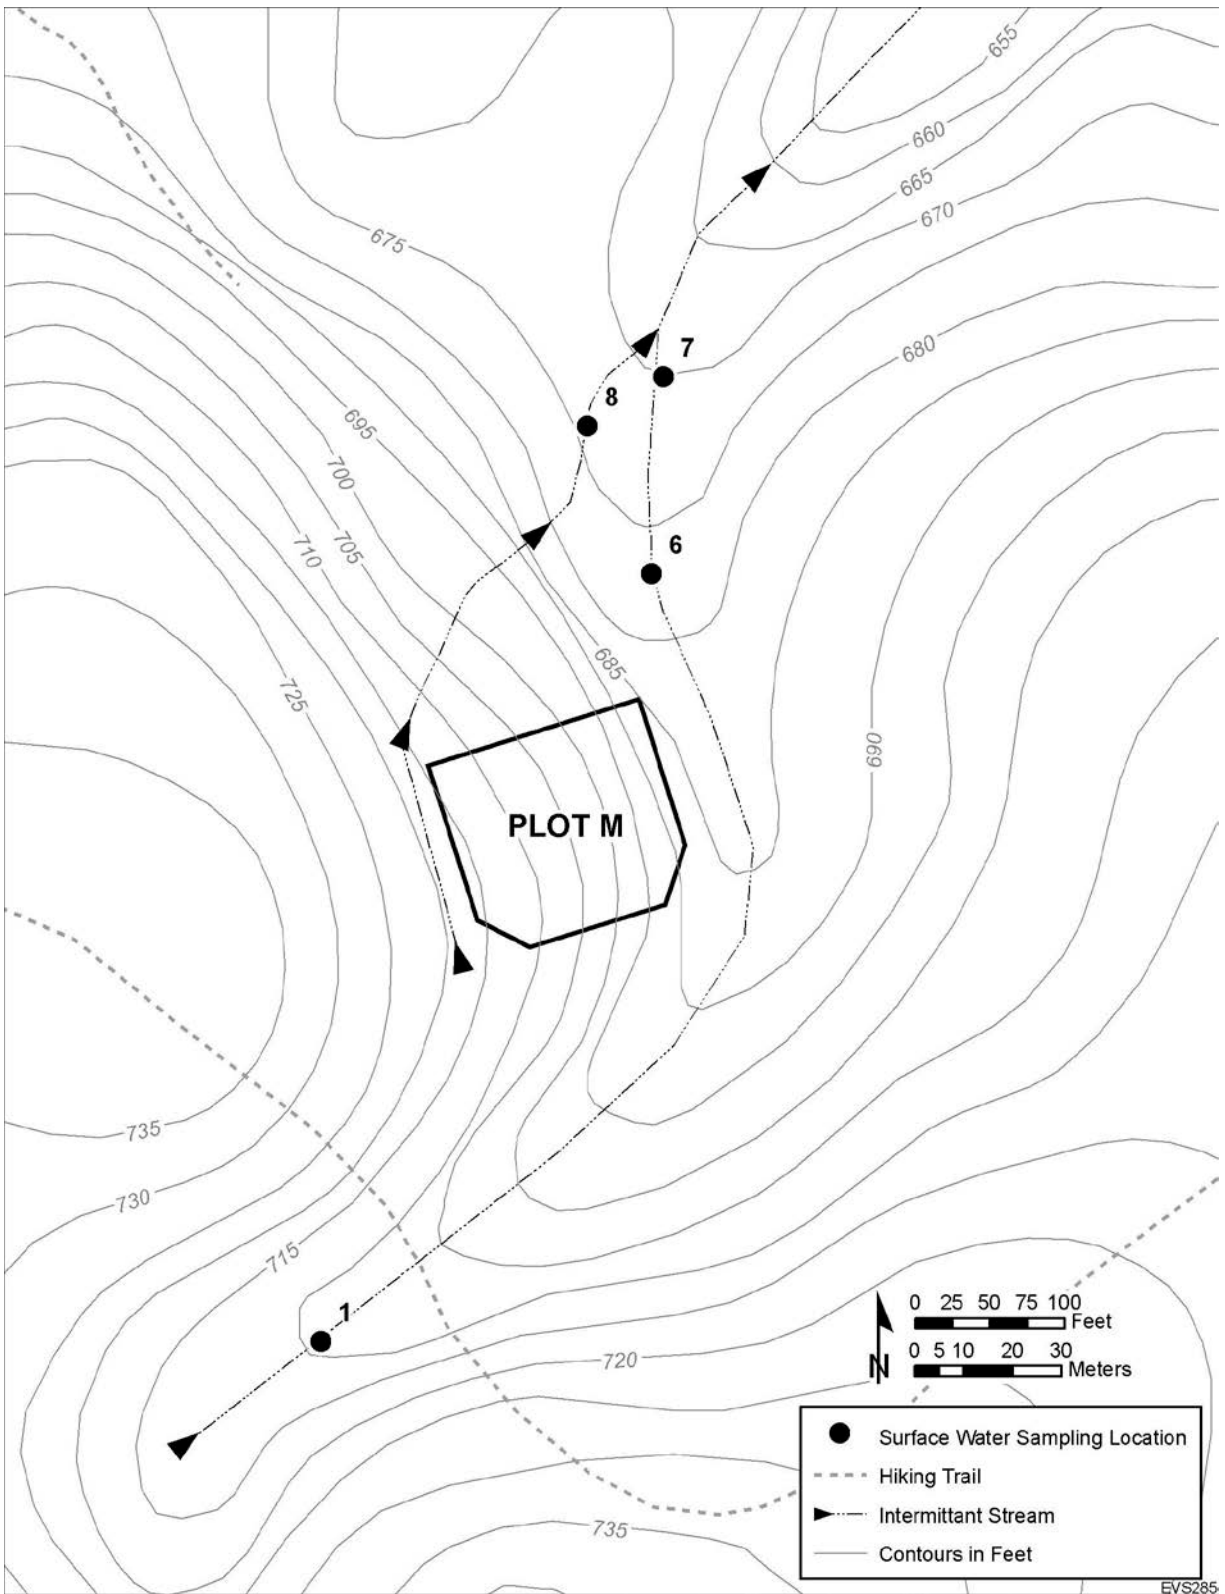 655
660
665
670
675
680
7
8
695
700
705
710
6
685
725
690
PLOT M
735
730
715
1
720
735
0 25 50 75 100
Feet
0 5 10 20 30
Meters
N
Surface Water Sampling Location
Hiking Trail
Intermittant Stream
Contours in Feet
EVS285